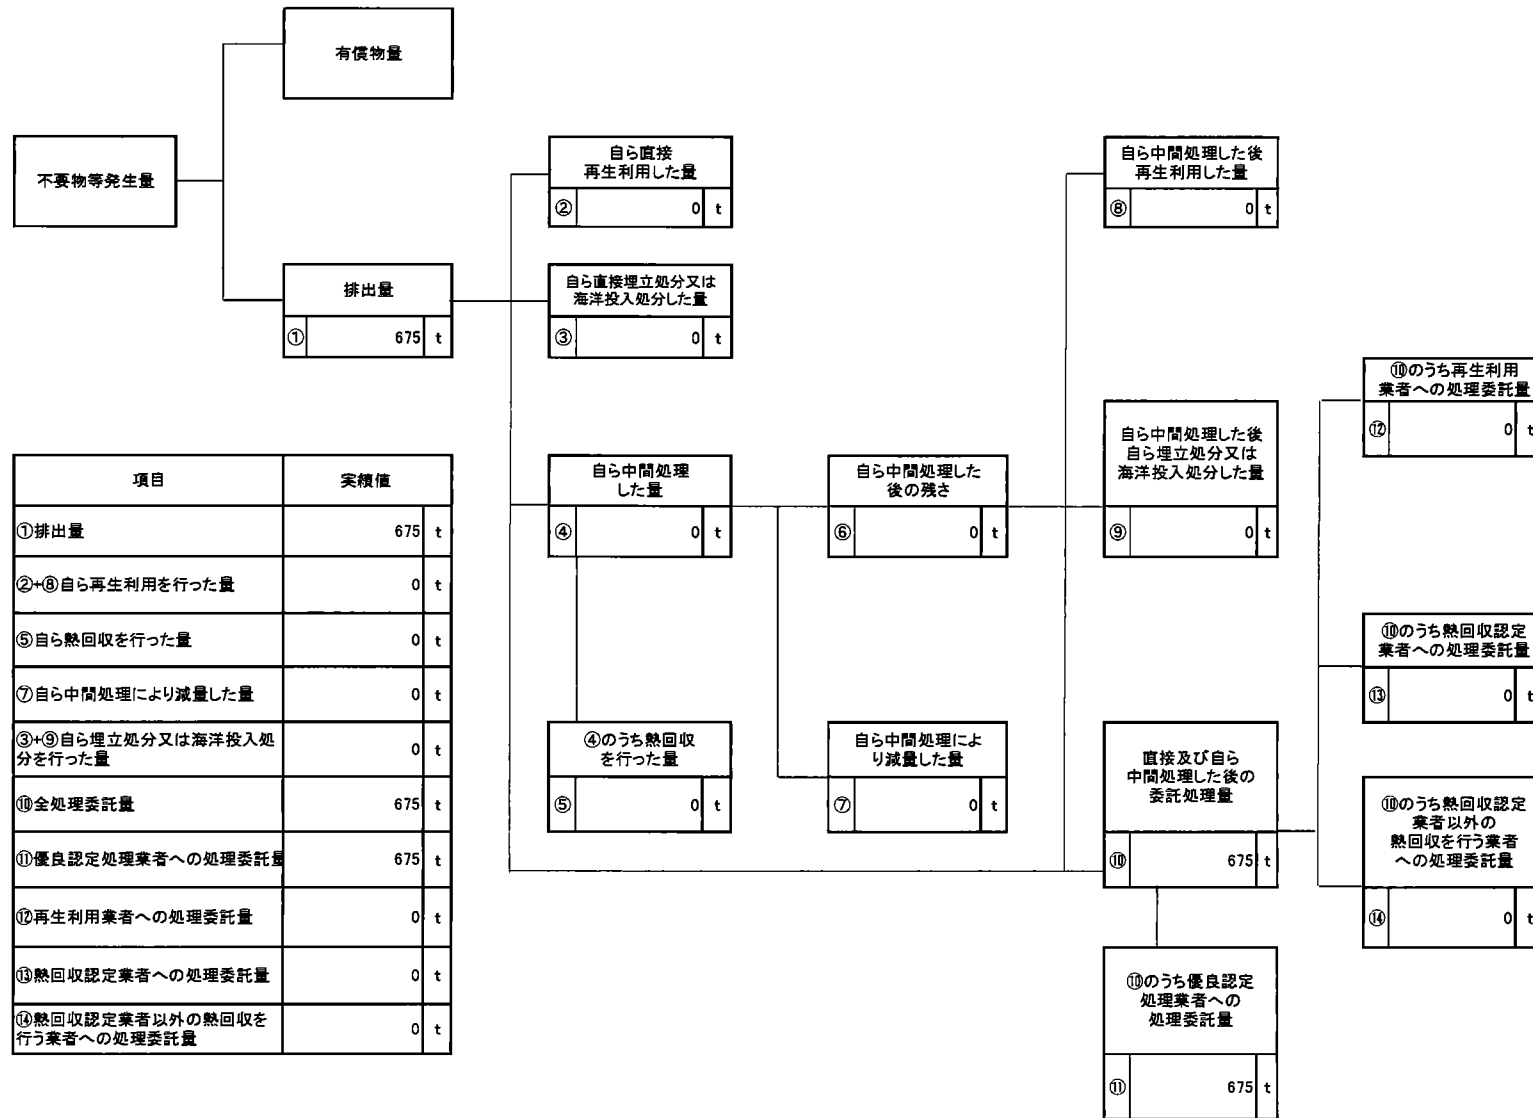 有償物量
不要物等発生量
排出量
① 675 t
自ら直接
再生利用した量
② 0 t
自ら直接埋立処分又は
海洋投入処分した量
③ 0 t
自ら中間処理
した量
④ 0 t
④のうち熱回収
を行った量
⑤ 0 t
自ら中間処理した
後の残さ
⑥ 0 t
自ら中間処理によ
り減量した量
⑦ 0 t
自ら中間処理した後
再生利用した量
⑧ 0 t
自ら中間処理した後
自ら埋立処分又は
海洋投入処分した量
⑨ 0 t
直接及び自ら
中間処理した後の
委託処理量
⑩ 675 t
⑩のうち優良認定
処理業者への
処理委託量
⑪ 675 t
⑩のうち再生利用
業者への処理委託量
⑫ 0 t
⑩のうち熱回収認定
業者への処理委託量
⑬ 0 t
⑩のうち熱回収認定
業者以外の
熱回収を行う業者
への処理委託量
⑭ 0 t
項目 実績値
①排出量 675 t
②+⑧自ら再生利用を行った量 0 t
⑤自ら熱回収を行った量 0 t
⑦自ら中間処理により減量した量 0 t
③+⑨自ら埋立処分又は海洋投入処
分を行った量 0 t
⑩全処理委託量 675 t
⑪優良認定処理業者への処理委託量 675 t
⑫再生利用業者への処理委託量 0 t
⑬熱回収認定業者への処理委託量 0 t
⑭熱回収認定業者以外の熱回収を
行う業者への処理委託量 0 t